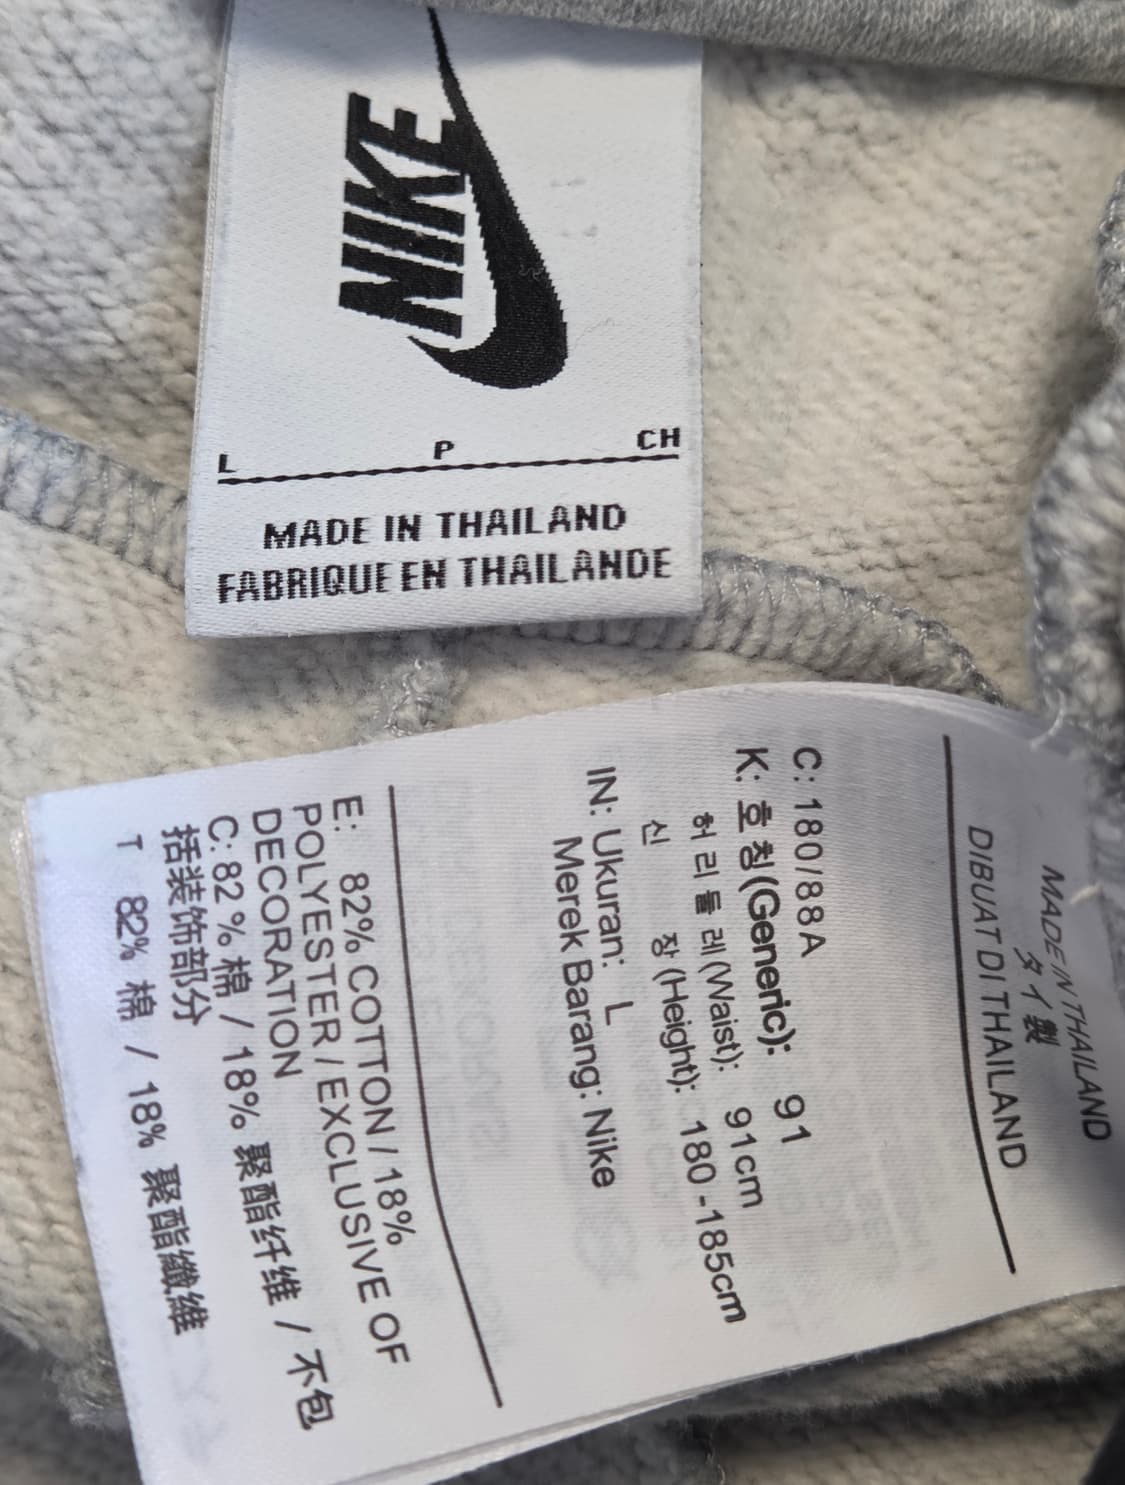 NIKE
L P CH
MADE IN THAILAND
FABRIQUE EN THAILANDE
MADE IN THAILAND
タイ製
DIBUAT DI THAILAND
C: 180/88A
K: 호칭(Generic): 91
허리둘레(Waist): 91cm
신 장(Height): 180-185cm
IN: Ukuran: L
Merek Barang: Nike
E: 82% COTTON / 18%
POLYESTER / EXCLUSIVE OF
DECORATION
C: 82%棉 / 18%聚酯纤维 / 不包
括装饰部分
T 82% 棉 / 18% 聚酯纖維